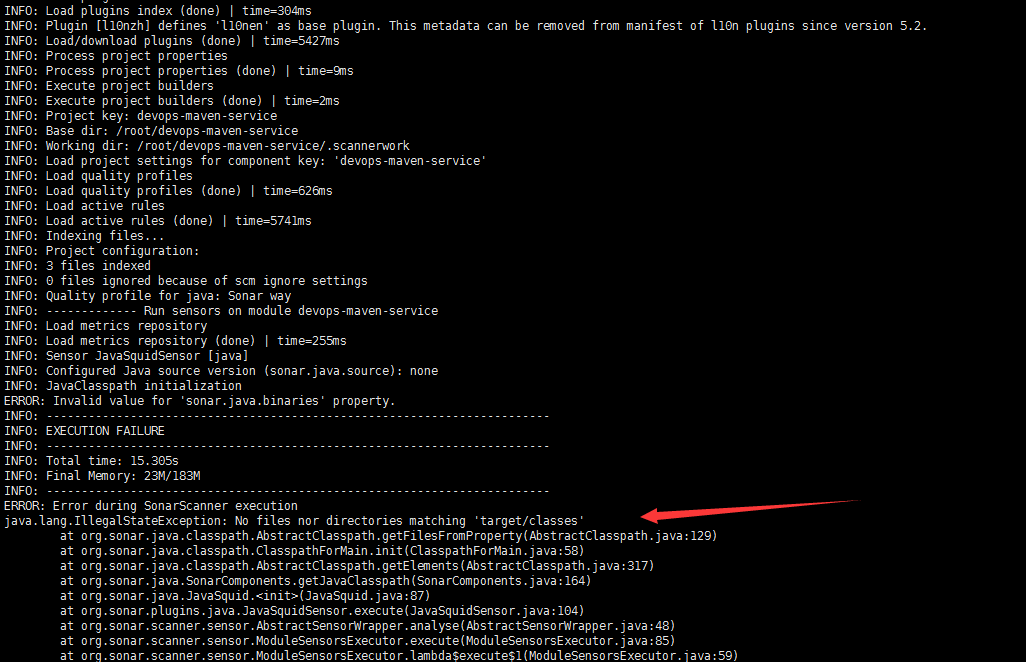 INFO: Load plugins index (done) | time=304ms
INFO: Plugin [l10nzh] defines 'l10nen' as base plugin. This metadata can be removed from manifest of l10n plugins since version 5.2.
INFO: Load/download plugins (done) | time=5427ms
INFO: Process project properties
INFO: Process project properties (done) | time=9ms
INFO: Execute project builders
INFO: Execute project builders (done) | time=2ms
INFO: Project key: devops-maven-service
INFO: Base dir: /root/devops-maven-service
INFO: Working dir: /root/devops-maven-service/.scannerwork
INFO: Load project settings for component key: 'devops-maven-service'
INFO: Load quality profiles
INFO: Load quality profiles (done) | time=626ms
INFO: Load active rules
INFO: Load active rules (done) | time=5741ms
INFO: Indexing files...
INFO: Project configuration:
INFO: 3 files indexed
INFO: 0 files ignored because of scm ignore settings
INFO: Quality profile for java: Sonar way
INFO: ------------- Run sensors on module devops-maven-service
INFO: Load metrics repository
INFO: Load metrics repository (done) | time=255ms
INFO: Sensor JavaSquidSensor [java]
INFO: Configured Java source version (sonar.java.source): none
INFO: JavaClasspath initialization
ERROR: Invalid value for 'sonar.java.binaries' property.
INFO: ------------------------------------------------------------------------
INFO: EXECUTION FAILURE
INFO: ------------------------------------------------------------------------
INFO: Total time: 15.305s
INFO: Final Memory: 23M/183M
INFO: ------------------------------------------------------------------------
ERROR: Error during SonarScanner execution
java.lang.IllegalStateException: No files nor directories matching 'target/classes'
        at org.sonar.java.classpath.AbstractClasspath.getFilesFromProperty(AbstractClasspath.java:129)
        at org.sonar.java.classpath.ClasspathForMain.init(ClasspathForMain.java:58)
        at org.sonar.java.classpath.AbstractClasspath.getElements(AbstractClasspath.java:317)
        at org.sonar.java.SonarComponents.getJavaClasspath(SonarComponents.java:164)
        at org.sonar.java.JavaSquid.<init>(JavaSquid.java:87)
        at org.sonar.plugins.java.JavaSquidSensor.execute(JavaSquidSensor.java:104)
        at org.sonar.scanner.sensor.AbstractSensorWrapper.analyse(AbstractSensorWrapper.java:48)
        at org.sonar.scanner.sensor.ModuleSensorsExecutor.execute(ModuleSensorsExecutor.java:85)
        at org.sonar.scanner.sensor.ModuleSensorsExecutor.lambda$execute$1(ModuleSensorsExecutor.java:59)